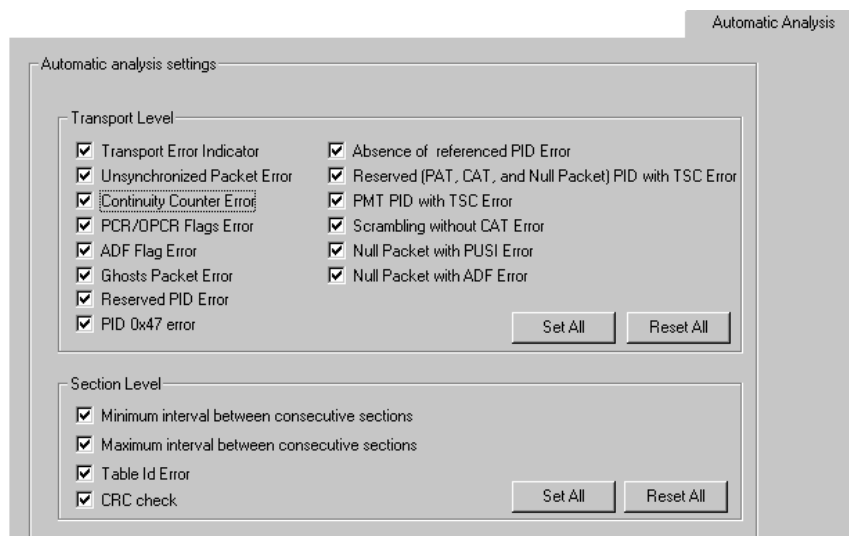 Automatic Analysis
Automatic analysis settings
Transport Level
Transport Error Indicator
Unsynchronized Packet Error
Continuity Counter Error
PCR/OPCR Flags Error
ADF Flag Error
Ghosts Packet Error
Reserved PID Error
PID 0x47 error
Absence of referenced PID Error
Reserved (PAT, CAT, and Null Packet) PID with TSC Error
PMT PID with TSC Error
Scrambling without CAT Error
Null Packet with PUSI Error
Null Packet with ADF Error
Set All
Reset All
Section Level
Minimum interval between consecutive sections
Maximum interval between consecutive sections
Table Id Error
CRC check
Set All
Reset All